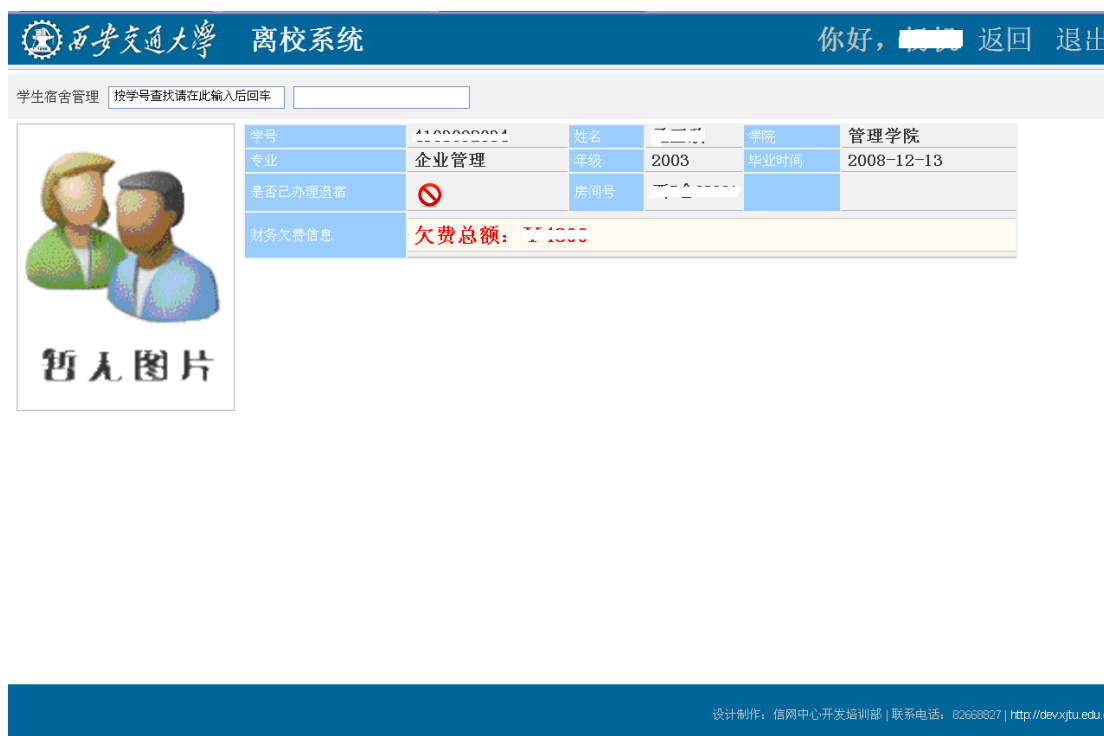 西安交通大学 离校系统 你好， 返回 退出
学生宿舍管理 按学号查找请在此输入后回车
学号 姓名 学院 管理学院
专业 企业管理 年级 2003 毕业时间 2008-12-13
是否已办理退宿 房间号
财务欠费信息 欠费总额：
暂无图片
设计制作：信网中心开发培训部 | 联系电话：82668827 | http://dev.xjtu.edu.